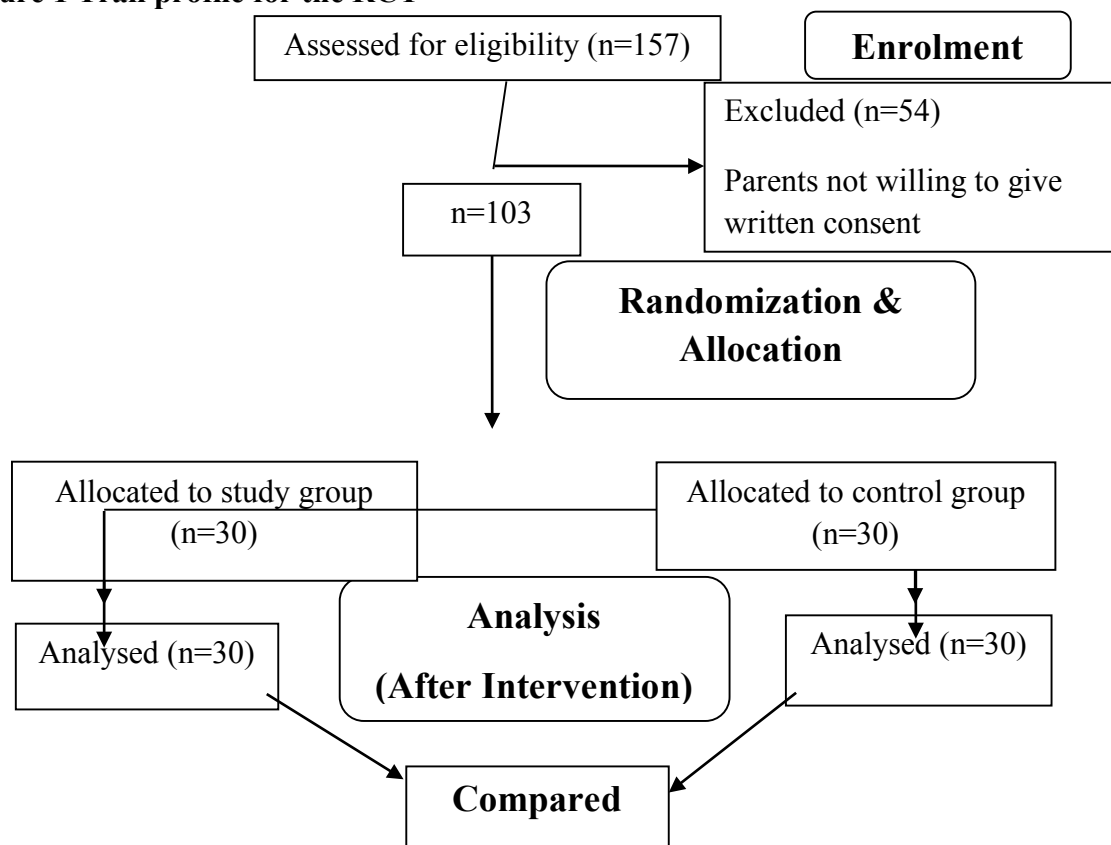 Assessed for eligibility (n=157)
Enrolment
Excluded (n=54)
Parents not willing to give
written consent
n=103
Randomization &
Allocation
Allocated to study group
(n=30)
Allocated to control group
(n=30)
Analysis
(After Intervention)
Analysed (n=30)
Analysed (n=30)
Compared